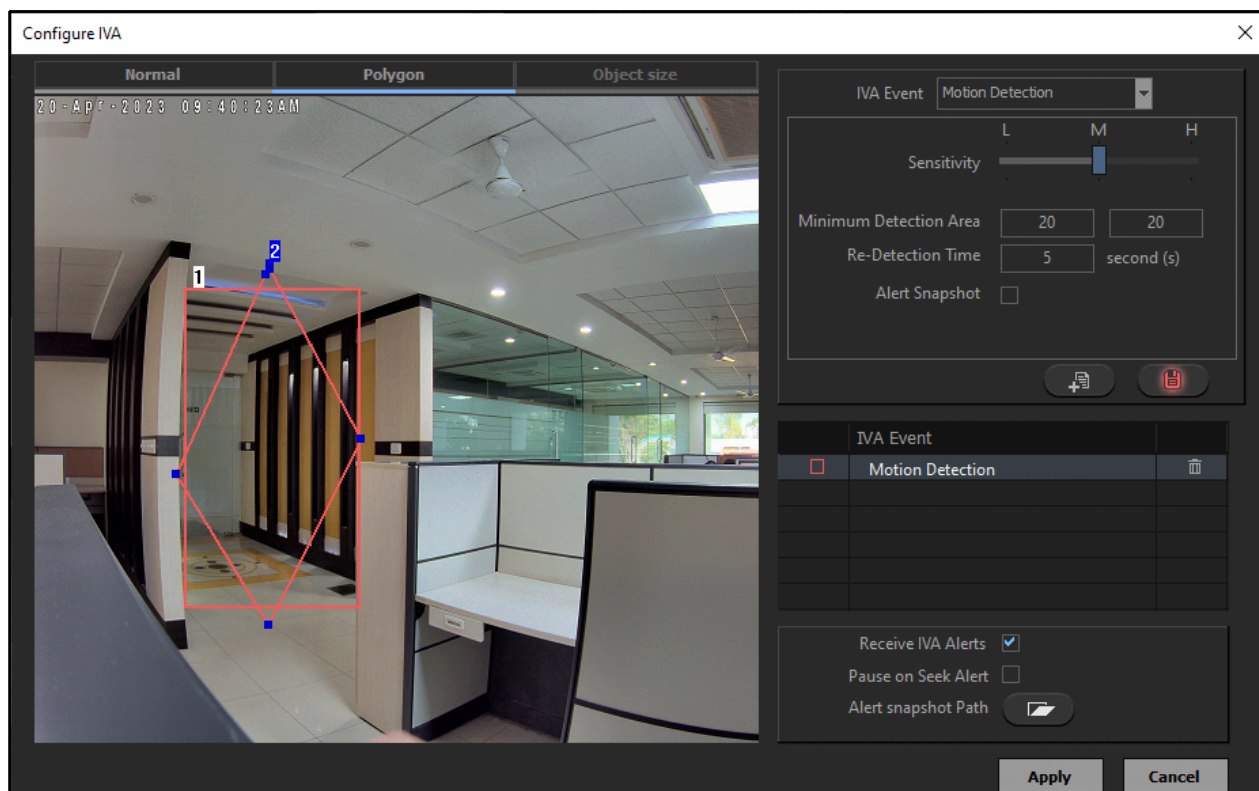 Configure IVA
Normal Polygon Object size
20-Apr-2023 09:40:23AM
2
1
IVA Event Motion Detection
L M H
Sensitivity
Minimum Detection Area 20 20
Re-Detection Time 5 second (s)
Alert Snapshot
IVA Event
Motion Detection
Receive IVA Alerts
Pause on Seek Alert
Alert snapshot Path
Apply Cancel